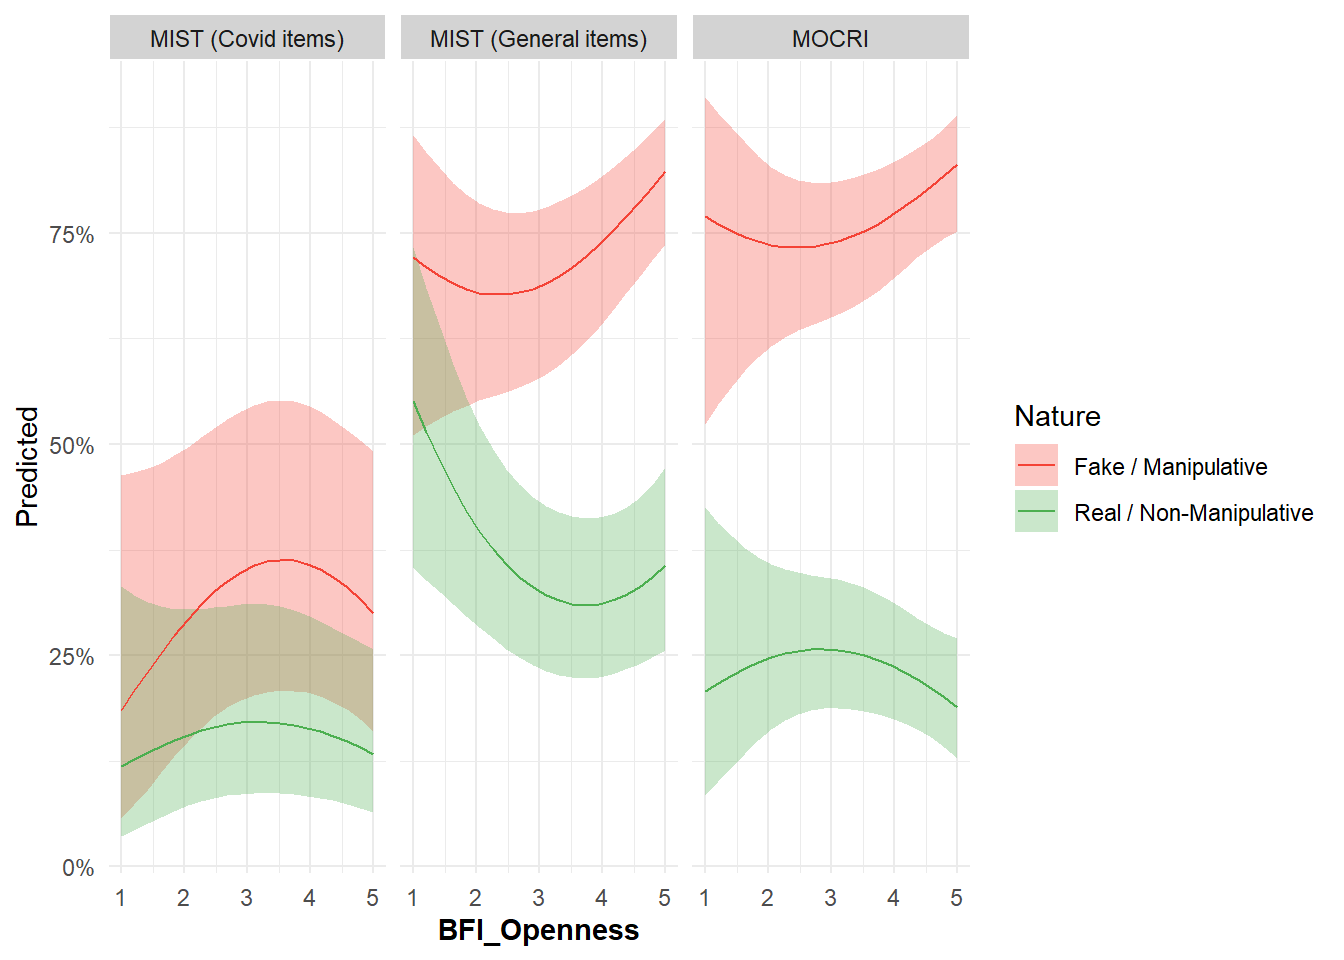 MIST (Covid items)
MIST (General items)
MOCRI
75%
50%
25%
0%
Predicted
1 2 3 4 5
1 2 3 4 5
1 2 3 4 5
BFI_Openness
Nature
Fake / Manipulative
Real / Non-Manipulative